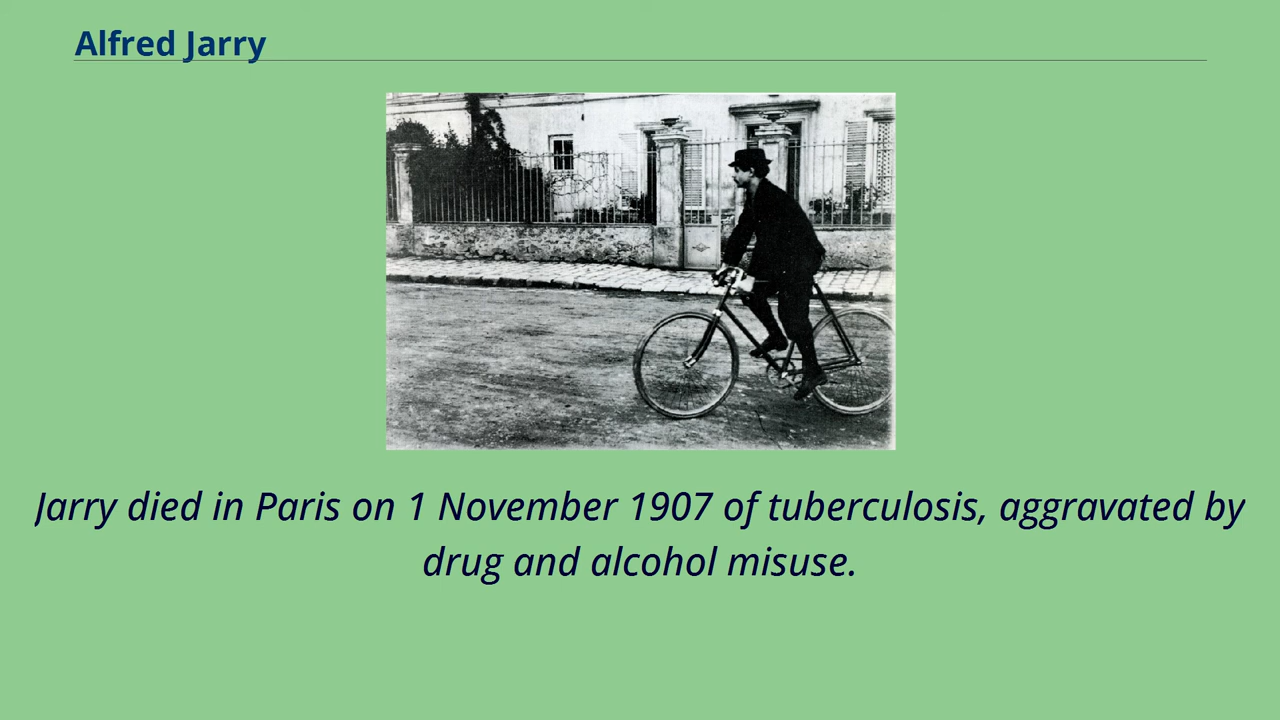 Alfred Jarry
Jarry died in Paris on 1 November 1907 of tuberculosis, aggravated by
drug and alcohol misuse.